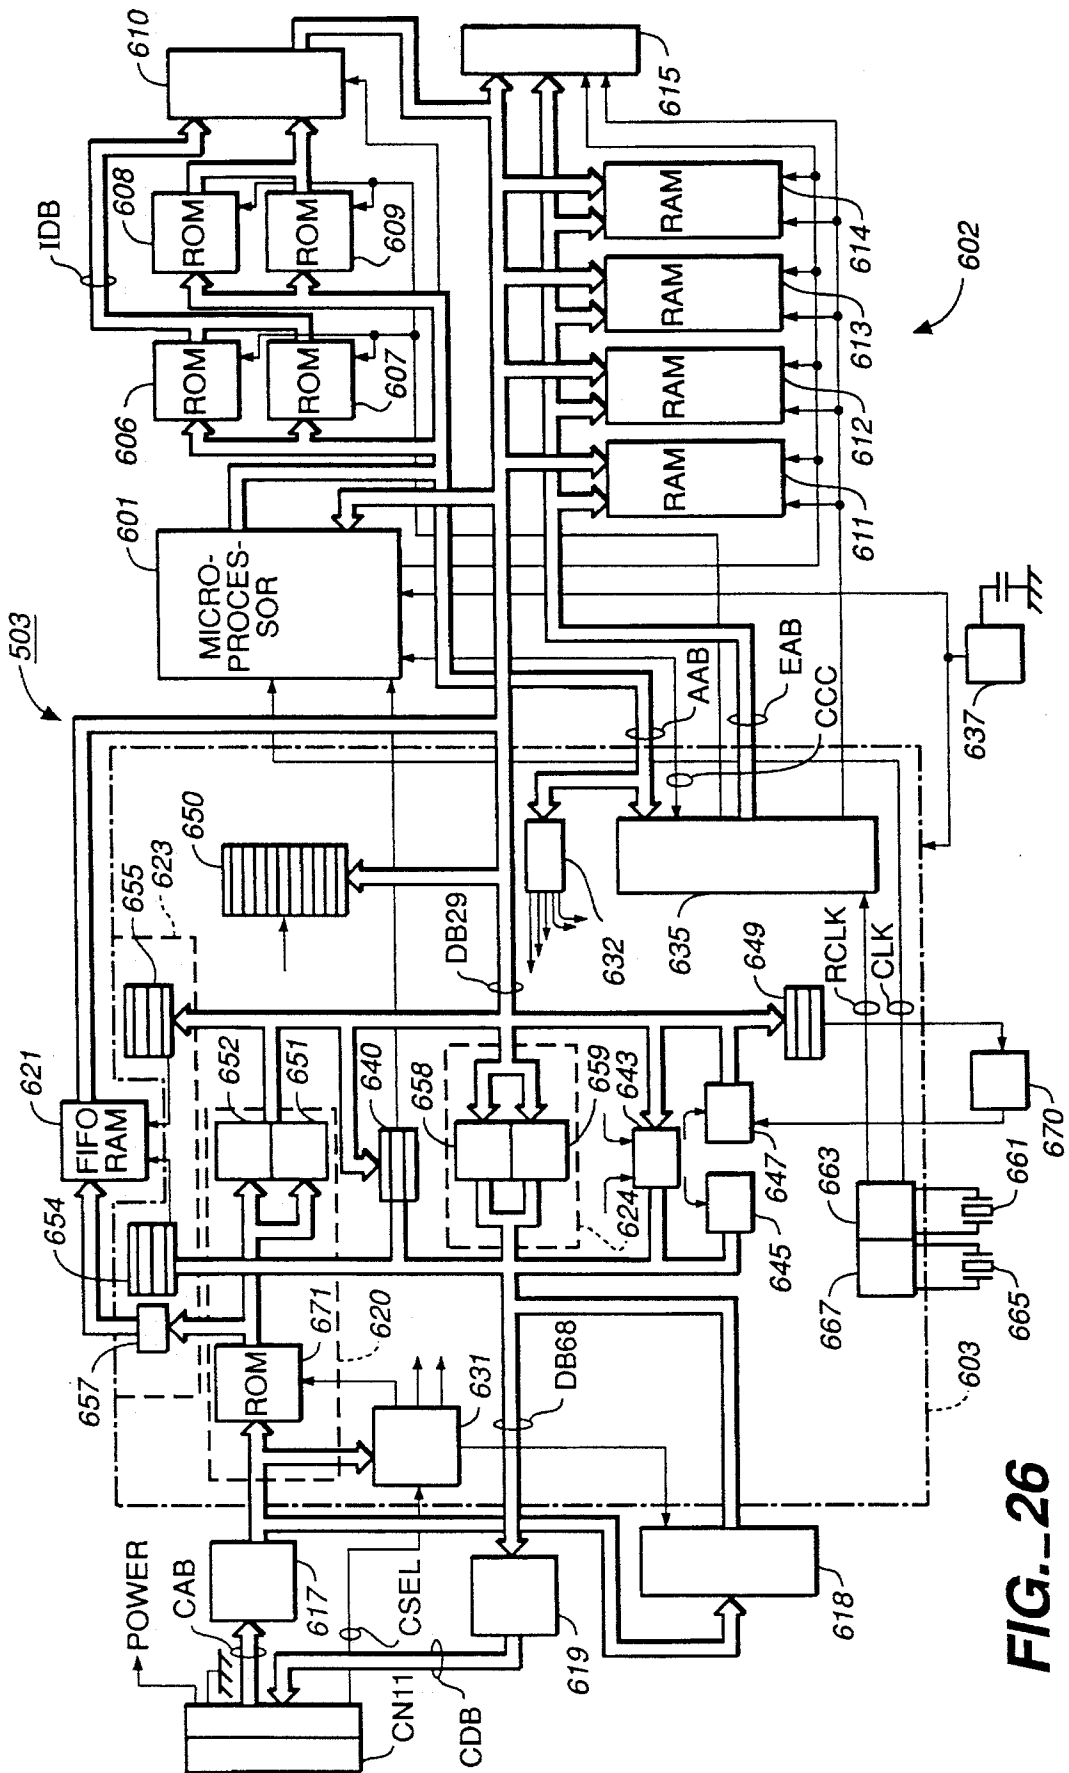 503
POWER
CAB
CN11
617
CSEL
CDB
619
618
657
654
621
FIFO
RAM
655
623
650
652
651
ROM
671
620
640
631
658
659
643
624
DB68
DB29
645
647
649
670
632
635
RCLK
CLK
667
663
665
661
603
637
AAB
EAB
CCC
601
MICRO-
PROCES-
SOR
606
ROM
ROM
607
IDB
608
ROM
ROM
609
610
615
RAM
611
RAM
612
RAM
613
RAM
614
602
FIG._26